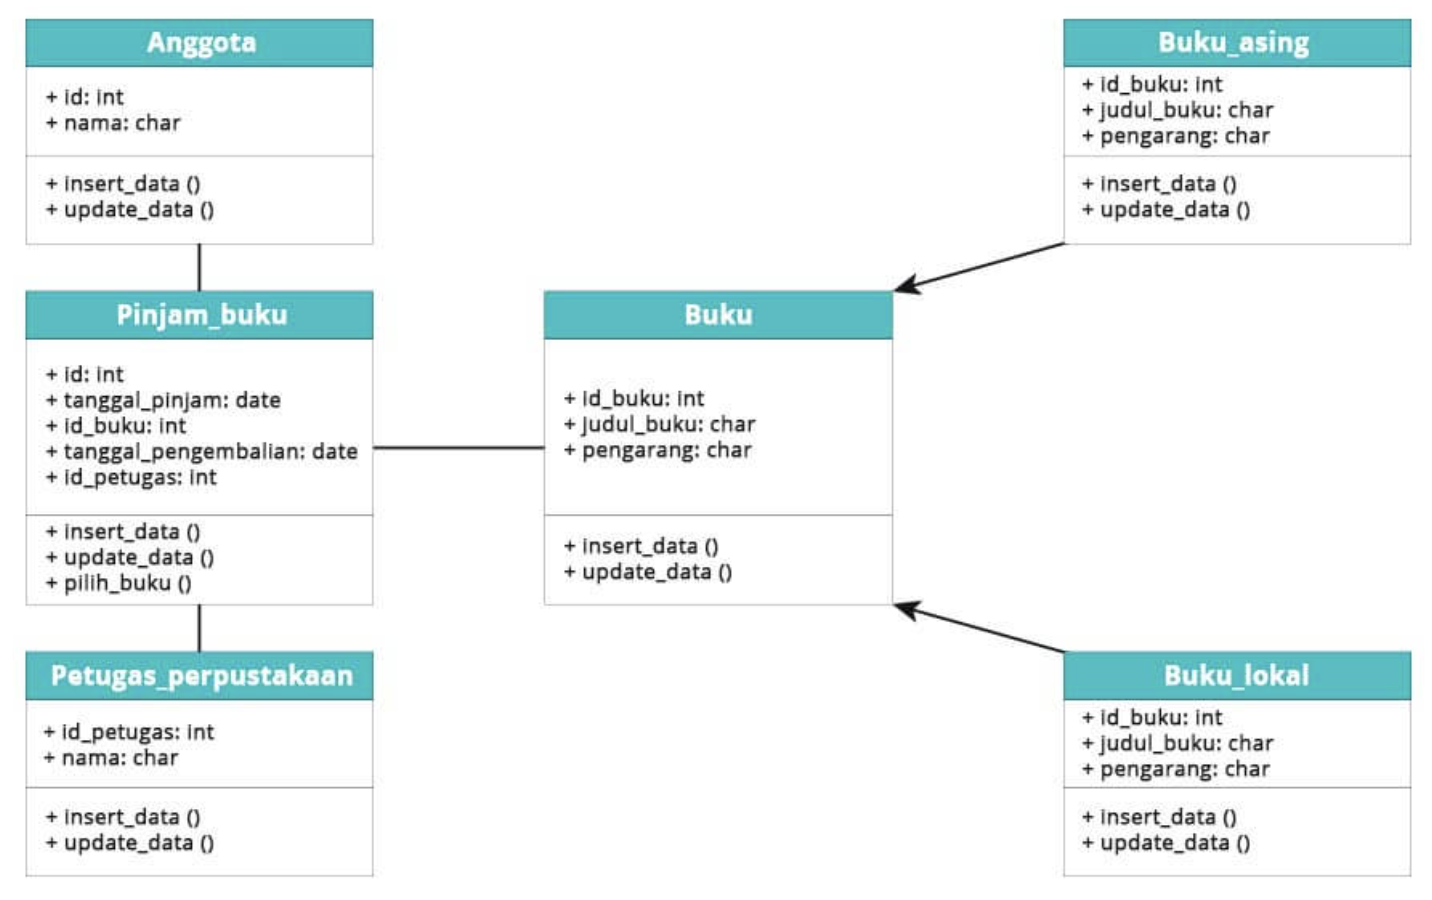 Anggota
+ id: int
+ nama: char
+ insert_data ()
+ update_data ()
Pinjam_buku
+ id: int
+ tanggal_pinjam: date
+ id_buku: int
+ tanggal_pengembalian: date
+ id_petugas: int
+ insert_data ()
+ update_data ()
+ pilih_buku ()
Petugas_perpustakaan
+ id_petugas: int
+ nama: char
+ insert_data ()
+ update_data ()
Buku
+ id_buku: int
+ judul_buku: char
+ pengarang: char
+ insert_data ()
+ update_data ()
Buku_asing
+ id_buku: int
+ judul_buku: char
+ pengarang: char
+ insert_data ()
+ update_data ()
Buku_lokal
+ id_buku: int
+ judul_buku: char
+ pengarang: char
+ insert_data ()
+ update_data ()